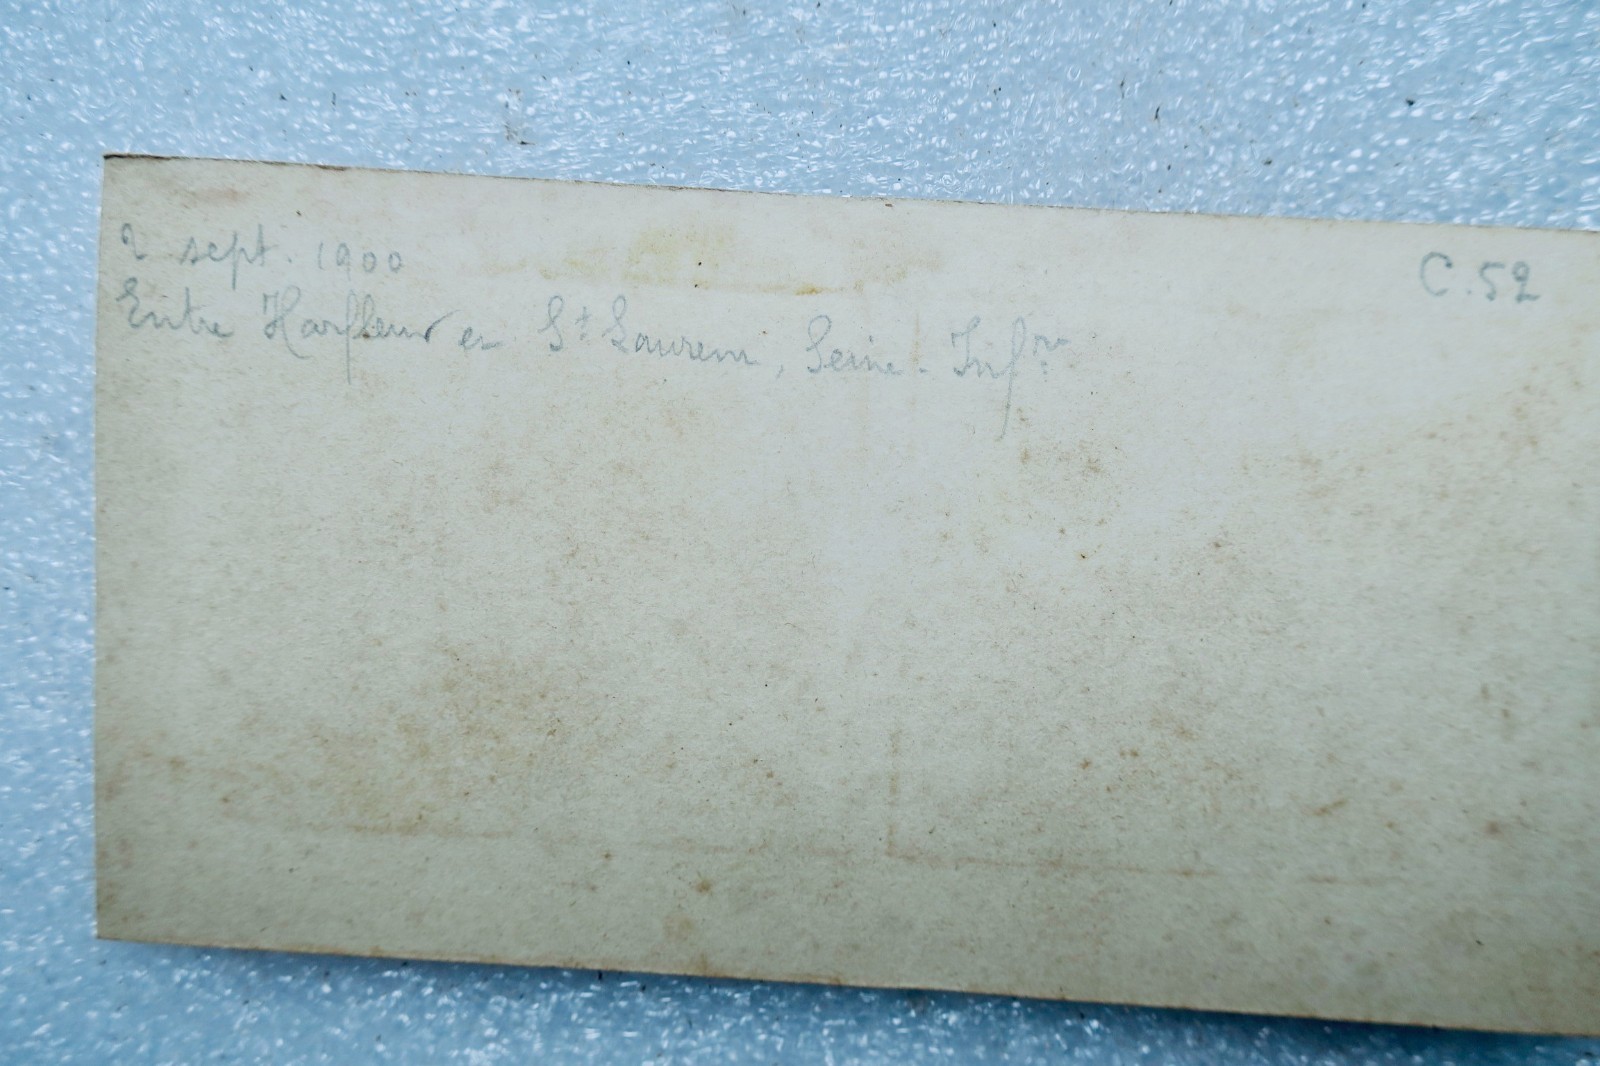 2 sept. 1900
C. 52
Entre Harfleur et St Laurent, Seine-Infre